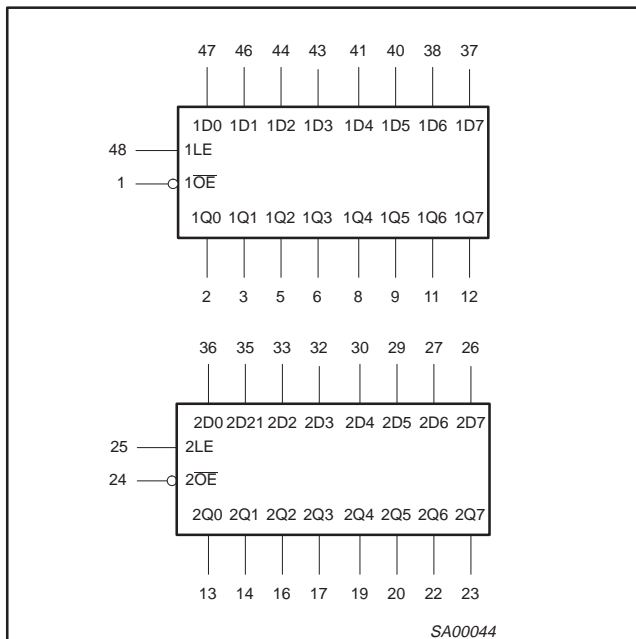 47 46 44 43 41 40 38 37
1D0 1D1 1D2 1D3 1D4 1D5 1D6 1D7
48 1LE
1 1OE
1Q0 1Q1 1Q2 1Q3 1Q4 1Q5 1Q6 1Q7
2 3 5 6 8 9 11 12
36 35 33 32 30 29 27 26
2D0 2D21 2D2 2D3 2D4 2D5 2D6 2D7
25 2LE
24 2OE
2Q0 2Q1 2Q2 2Q3 2Q4 2Q5 2Q6 2Q7
13 14 16 17 19 20 22 23
SA00044